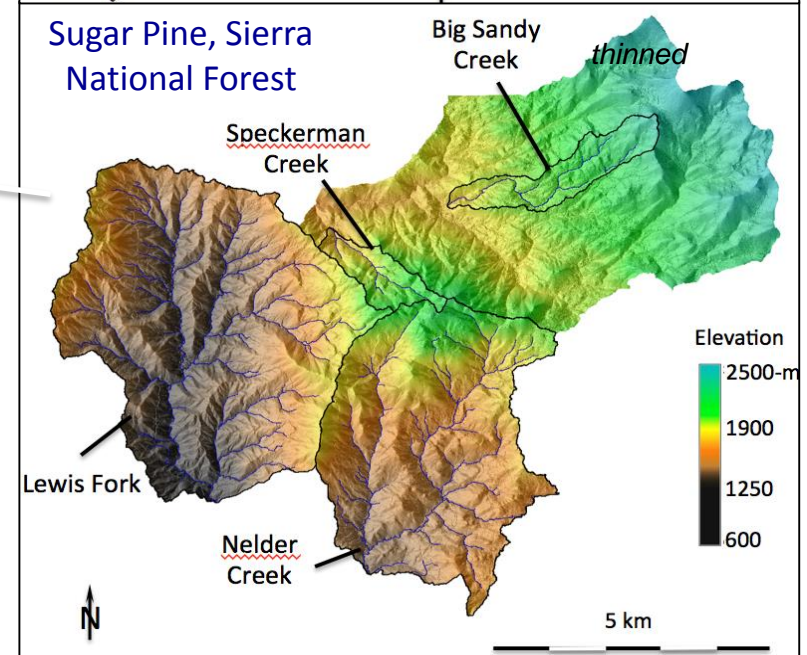 Sugar Pine, Sierra
National Forest
Big Sandy
Creek
thinned
Speckerman
Creek
Elevation
2500-m
1900
1250
600
Lewis Fork
Nelder
Creek
N
5 km